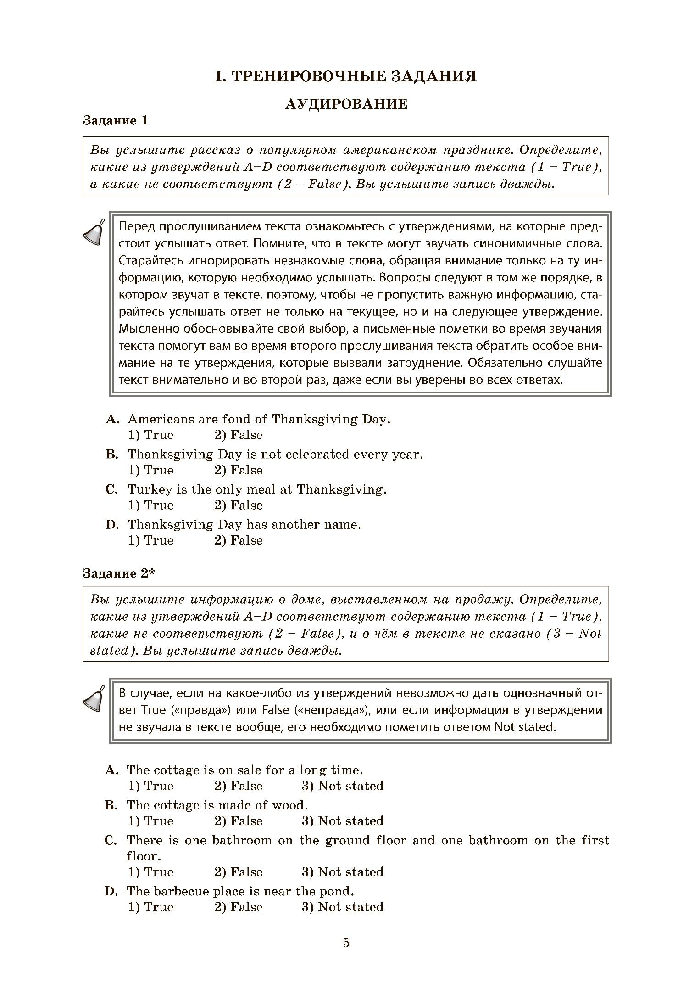 I. ТРЕНИРОВОЧНЫЕ ЗАДАНИЯ
АУДИРОВАНИЕ
Задание 1
Вы услышите рассказ о популярном американском празднике. Определите,
какие из утверждений A–D соответствуют содержанию текста (1 – True),
а какие не соответствуют (2 – False). Вы услышите запись дважды.
Перед прослушиванием текста ознакомьтесь с утверждениями, на которые пред-
стоит услышать ответ. Помните, что в тексте могут звучать синонимичные слова.
Старайтесь игнорировать незнакомые слова, обращая внимание только на ту ин-
формацию, которую необходимо услышать. Вопросы следуют в том же порядке, в
котором звучат в тексте, поэтому, чтобы не пропустить важную информацию, ста-
райтесь услышать ответ не только на текущее, но и на следующее утверждение.
Мысленно обосновывайте свой выбор, а письменные пометки во время звучания
текста помогут вам во время второго прослушивания текста обратить особое вни-
мание на те утверждения, которые вызвали затруднение. Обязательно слушайте
текст внимательно и во второй раз, даже если вы уверены во всех ответах.
A. Americans are fond of Thanksgiving Day.
1) True 2) False
B. Thanksgiving Day is not celebrated every year.
1) True 2) False
C. Turkey is the only meal at Thanksgiving.
1) True 2) False
D. Thanksgiving Day has another name.
1) True 2) False
Задание 2*
Вы услышите информацию о доме, выставленном на продажу. Определите,
какие из утверждений A–D соответствуют содержанию текста (1 – True),
какие не соответствуют (2 – False), и о чём в тексте не сказано (3 – Not
stated). Вы услышите запись дважды.
В случае, если на какое-либо из утверждений невозможно дать однозначный от-
вет True («правда») или False («неправда»), или если информация в утверждении
не звучала в тексте вообще, его необходимо пометить ответом Not stated.
A. The cottage is on sale for a long time.
1) True 2) False 3) Not stated
B. The cottage is made of wood.
1) True 2) False 3) Not stated
C. There is one bathroom on the ground floor and one bathroom on the first
floor.
1) True 2) False 3) Not stated
D. The barbecue place is near the pond.
1) True 2) False 3) Not stated
5